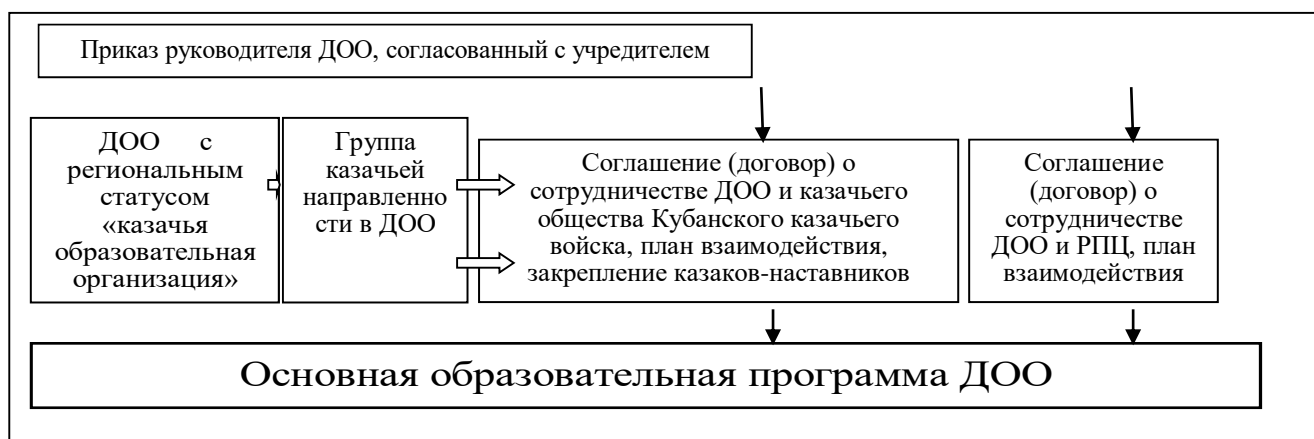 Приказ руководителя ДОО, согласованный с учредителем
ДОО с
региональным
статусом
«казачья
образовательная
организация»
Группа
казачьей
направленно
сти в ДОО
Соглашение (договор) о
сотрудничестве ДОО и казачьего
общества Кубанского казачьего
войска, план взаимодействия,
закрепление казаков-наставников
Соглашение
(договор) о
сотрудничестве
ДОО и РПЦ, план
взаимодействия
Основная образовательная программа ДОО